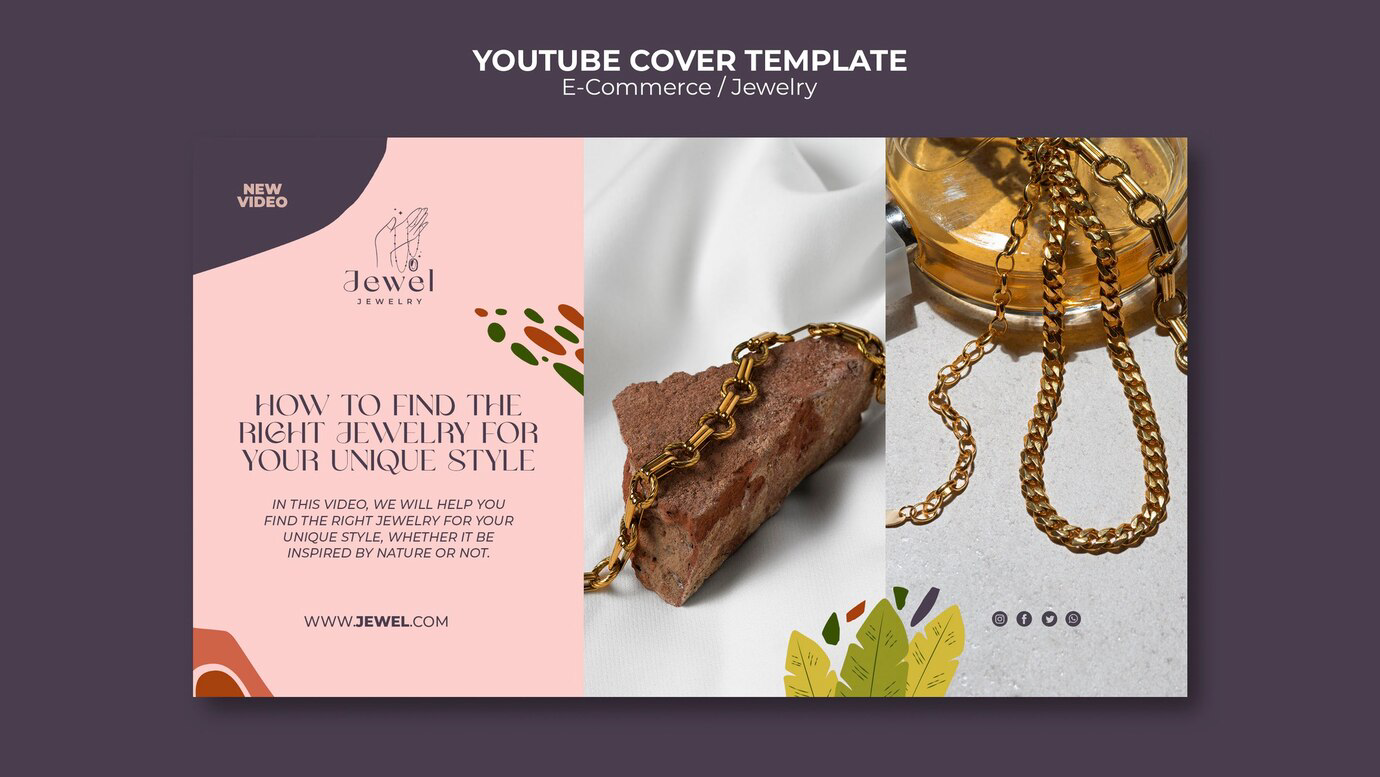 YOUTUBE COVER TEMPLATE
E-Commerce / Jewelry
NEW
VIDEO
Jewel
JEWELRY
HOW TO FIND THE
RIGHT JEWELRY FOR
YOUR UNIQUE STYLE
IN THIS VIDEO, WE WILL HELP YOU
FIND THE RIGHT JEWELRY FOR YOUR
UNIQUE STYLE, WHETHER IT BE
INSPIRED BY NATURE OR NOT.
WWW.JEWEL.COM